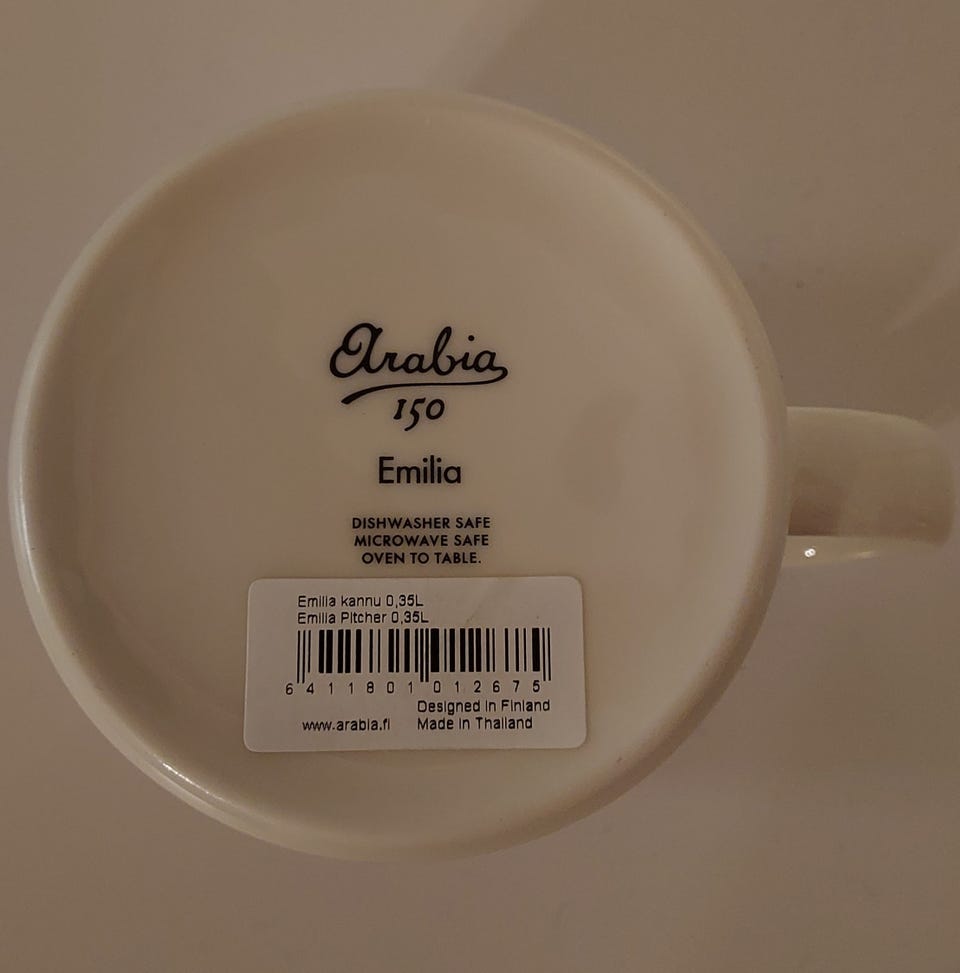 Arabia
150
Emilia
DISHWASHER SAFE
MICROWAVE SAFE
OVEN TO TABLE.
Emilia kannu 0,35L
Emilia Pitcher 0,35L
6 411801 012675
Designed in Finland
www.arabia.fi Made in Thailand